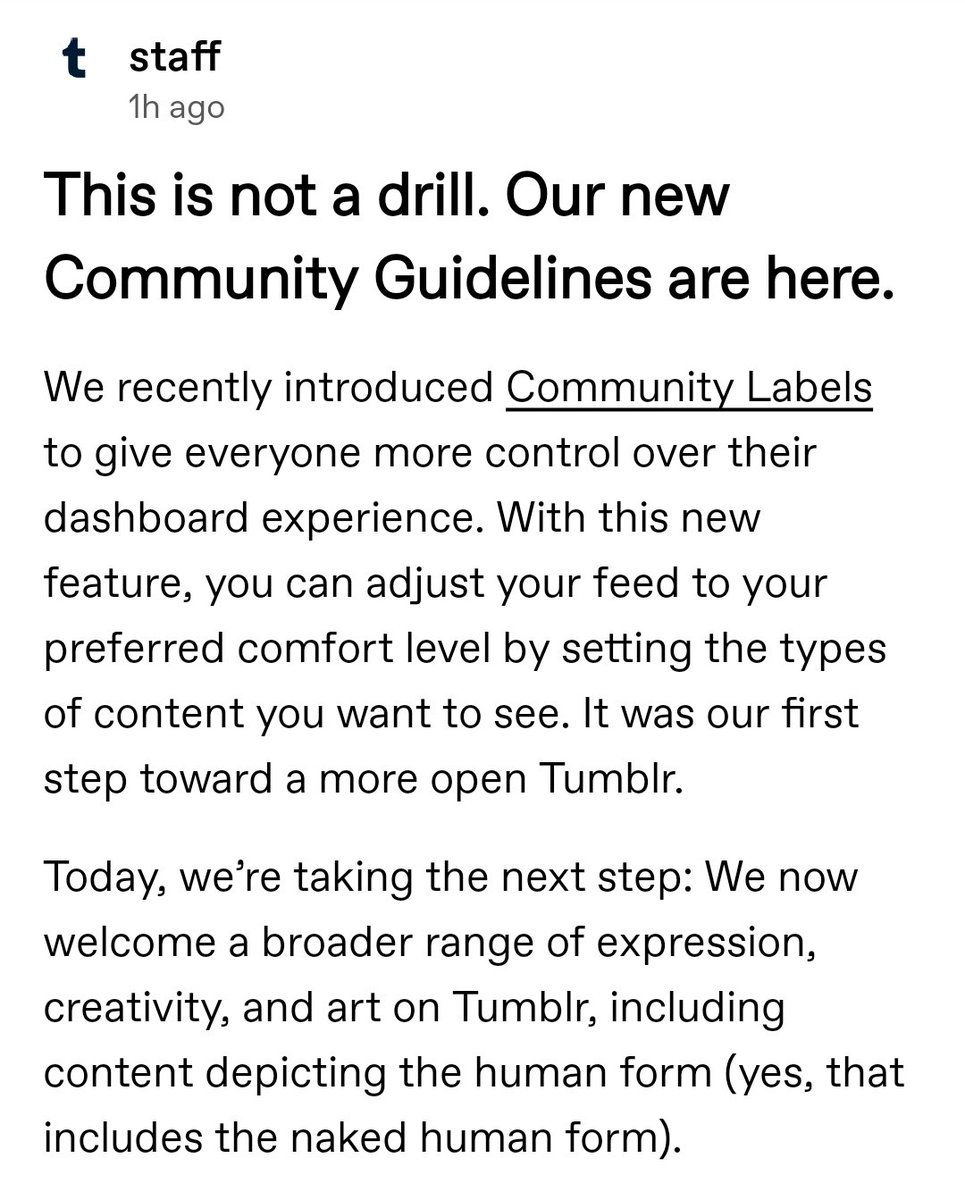 t staff
1h ago
This is not a drill. Our new
Community Guidelines are here.
We recently introduced Community Labels
to give everyone more control over their
dashboard experience. With this new
feature, you can adjust your feed to your
preferred comfort level by setting the types
of content you want to see. It was our first
step toward a more open Tumblr.
Today, we’re taking the next step: We now
welcome a broader range of expression,
creativity, and art on Tumblr, including
content depicting the human form (yes, that
includes the naked human form).